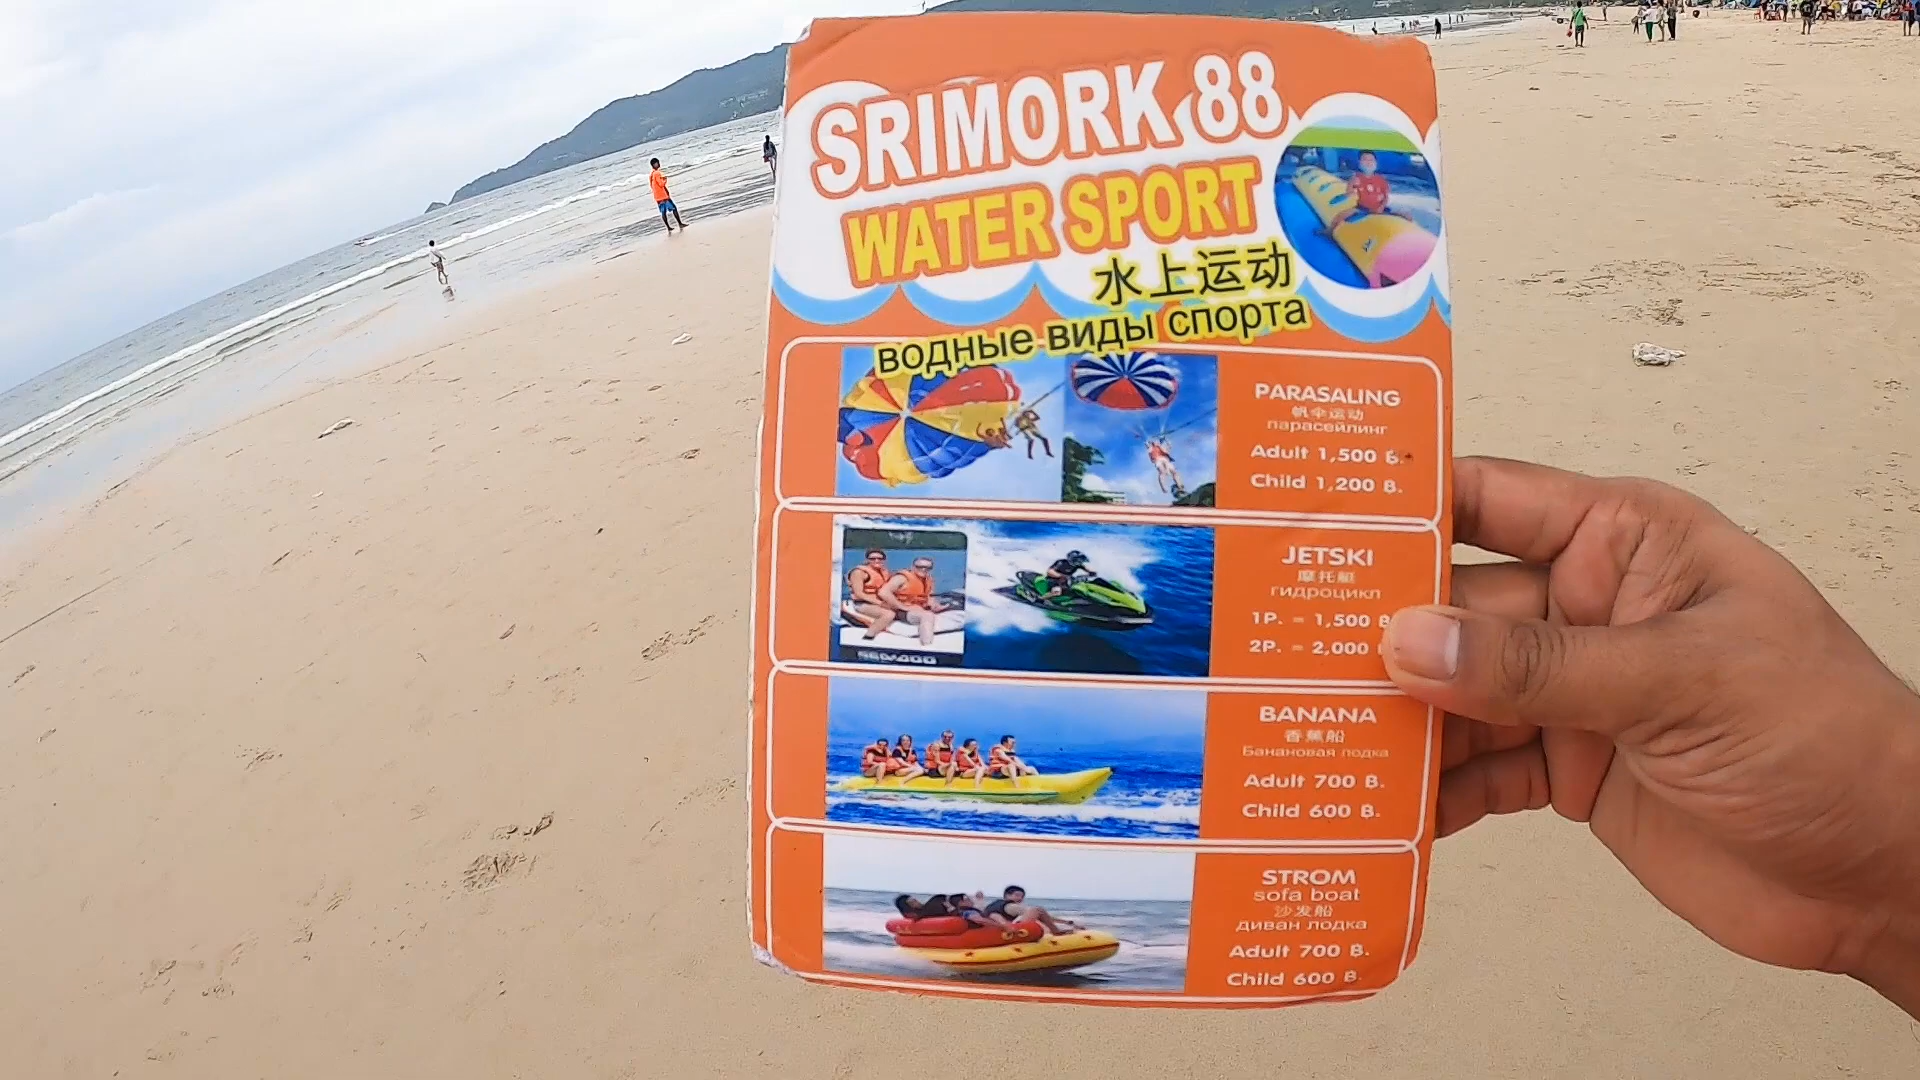 SRIMORK 88
WATER SPORT
水上运动
водные виды спорта
PARASALING
帆伞运动
парасейлинг
Adult 1,500 ฿.
Child 1,200 ฿.
JETSKI
摩托艇
гидроцикл
1P. = 1,500 ฿
2P. = 2,000
BANANA
香蕉船
Банановая лодка
Adult 700 ฿.
Child 600 ฿.
STROM
sofa boat
沙发船
диван лодка
Adult 700 ฿.
Child 600 ฿.